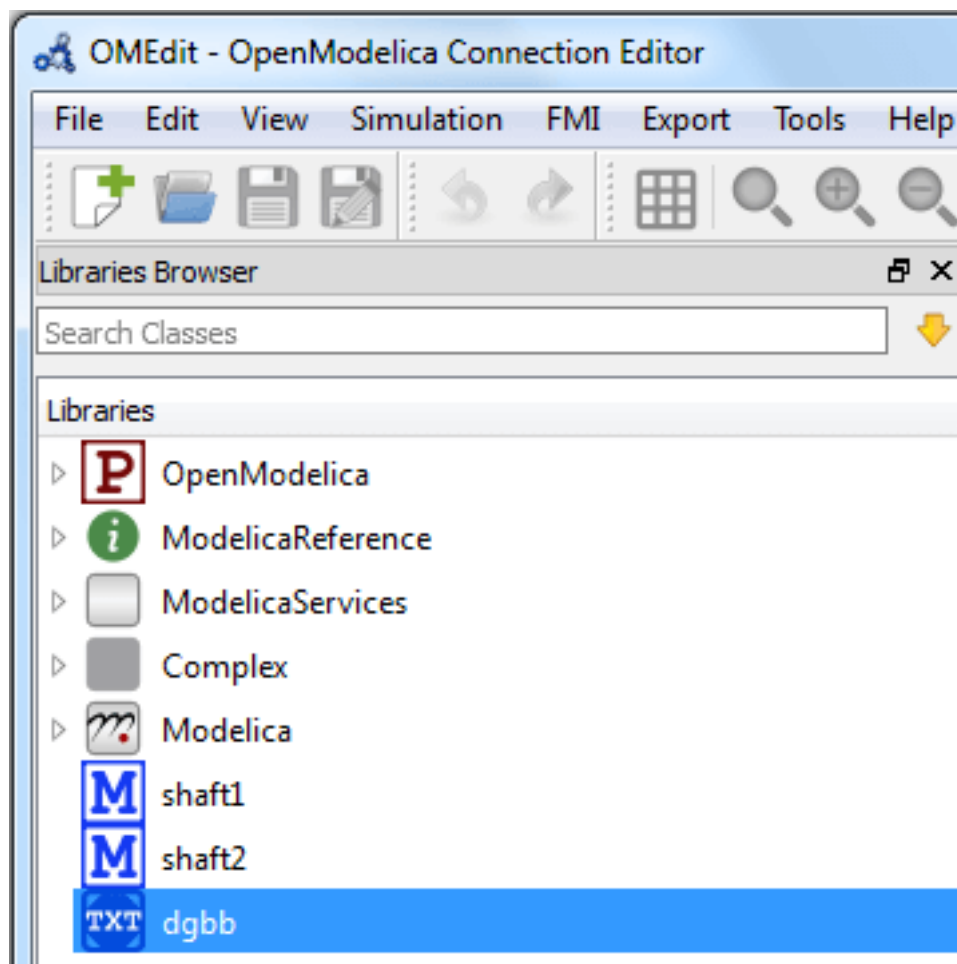 OMEdit - OpenModelica Connection Editor
File Edit View Simulation FMI Export Tools Help
Libraries Browser
Search Classes
Libraries
P OpenModelica
i ModelicaReference
ModelicaServices
Complex
m Modelica
M shaft1
M shaft2
TXT dgbb